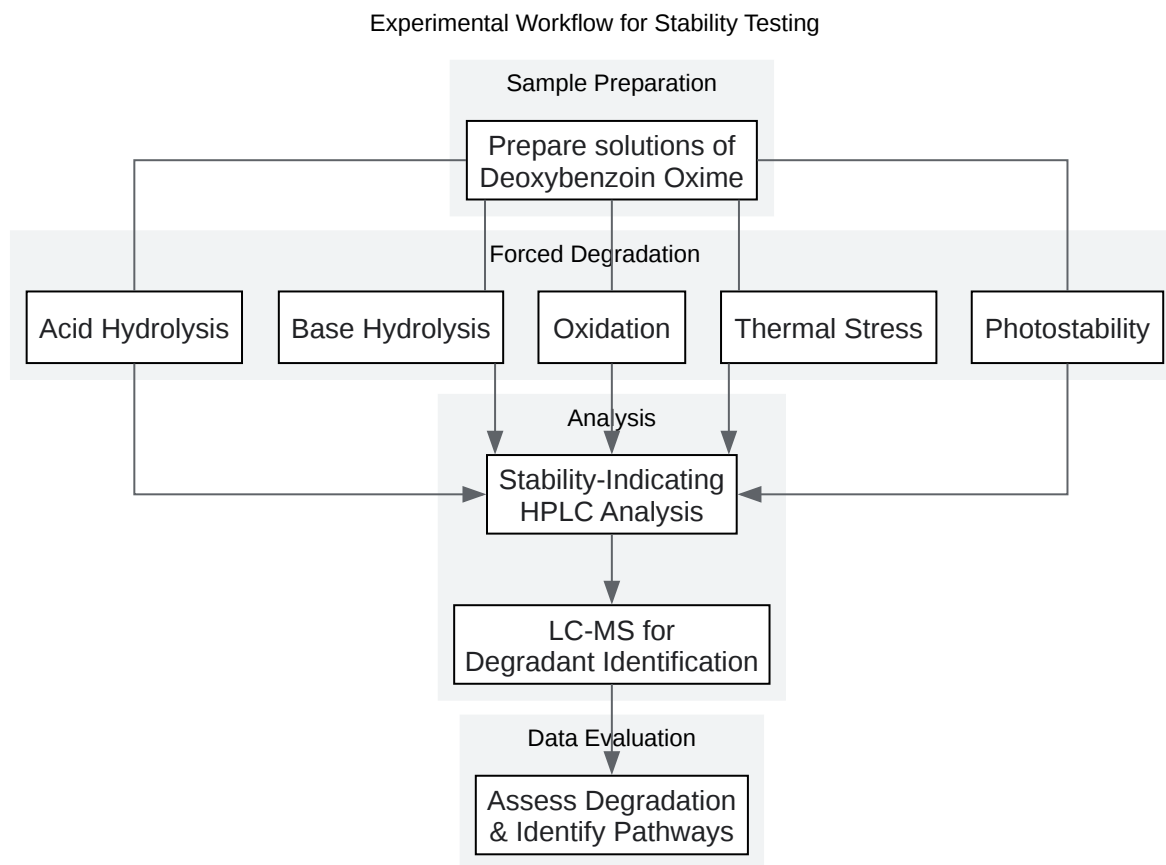 Experimental Workflow for Stability Testing
Sample Preparation
Prepare solutions of
Deoxybenzoin Oxime
Forced Degradation
Acid Hydrolysis
Base Hydrolysis
Oxidation
Thermal Stress
Photostability
Analysis
Stability-Indicating
HPLC Analysis
LC-MS for
Degradant Identification
Data Evaluation
Assess Degradation
& Identify Pathways